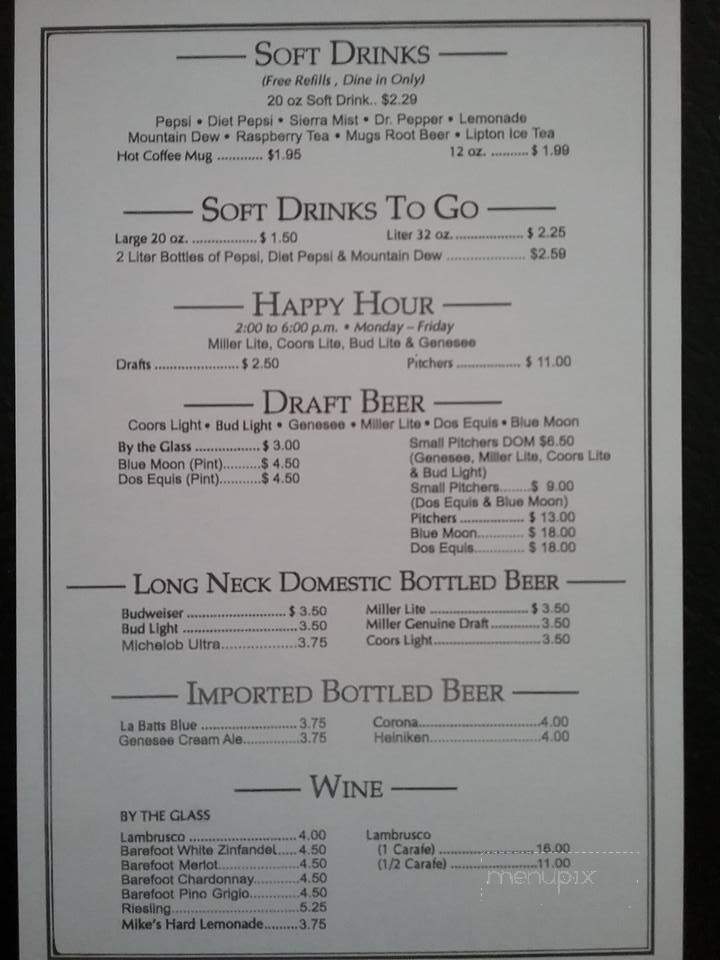 SOFT DRINKS
(Free Refills , Dine in Only)
20 oz Soft Drink.. $2.29
Pepsi • Diet Pepsi • Sierra Mist • Dr. Pepper • Lemonade
Mountain Dew • Raspberry Tea • Mugs Root Beer • Lipton Ice Tea
Hot Coffee Mug ............ $1.95 12 oz. .......... $ 1.99
SOFT DRINKS TO GO
Large 20 oz. .................. $ 1.50 Liter 32 oz. ................... $ 2.25
2 Liter Bottles of Pepsi, Diet Pepsi & Mountain Dew ...................... $2.59
HAPPY HOUR
2:00 to 6:00 p.m. • Monday – Friday
Miller Lite, Coors Lite, Bud Lite & Genesee
Drafts ........................ $ 2.50 Pitchers .................. $ 11.00
DRAFT BEER
Coors Light • Bud Light • Genesee • Miller Lite • Dos Equis • Blue Moon
By the Glass .................. $ 3.00
Blue Moon (Pint)..........$ 4.50
Dos Equis (Pint)...........$ 4.50
Small Pitchers DOM $6.50
(Genesee, Miller Lite, Coors Lite
& Bud Light)
Small Pitchers........$ 9.00
(Dos Equis & Blue Moon)
Pitchers .................. $ 13.00
Blue Moon............. $ 18.00
Dos Equis.............. $ 18.00
LONG NECK DOMESTIC BOTTLED BEER
Budweiser ............................ $ 3.50 Miller Lite ............................ $ 3.50
Bud Light ................................ 3.50 Miller Genuine Draft .............. 3.50
Michelob Ultra.....................3.75 Coors Light..............................3.50
IMPORTED BOTTLED BEER
La Batts Blue ........................... 3.75 Corona..................................4.00
Genesee Cream Ale...............3.75 Heiniken...............................4.00
WINE
BY THE GLASS
Lambrusco .............................. 4.00
Barefoot White Zinfandel..... 4.50
Barefoot Merlot......................4.50
Barefoot Chardonnay............4.50
Barefoot Pino Grigio..............4.50
Riesling...................................5.25
Mike's Hard Lemonade.........3.75
Lambrusco
(1 Carafe) ...........................16.00
(1/2 Carafe) ........................11.00
menupix